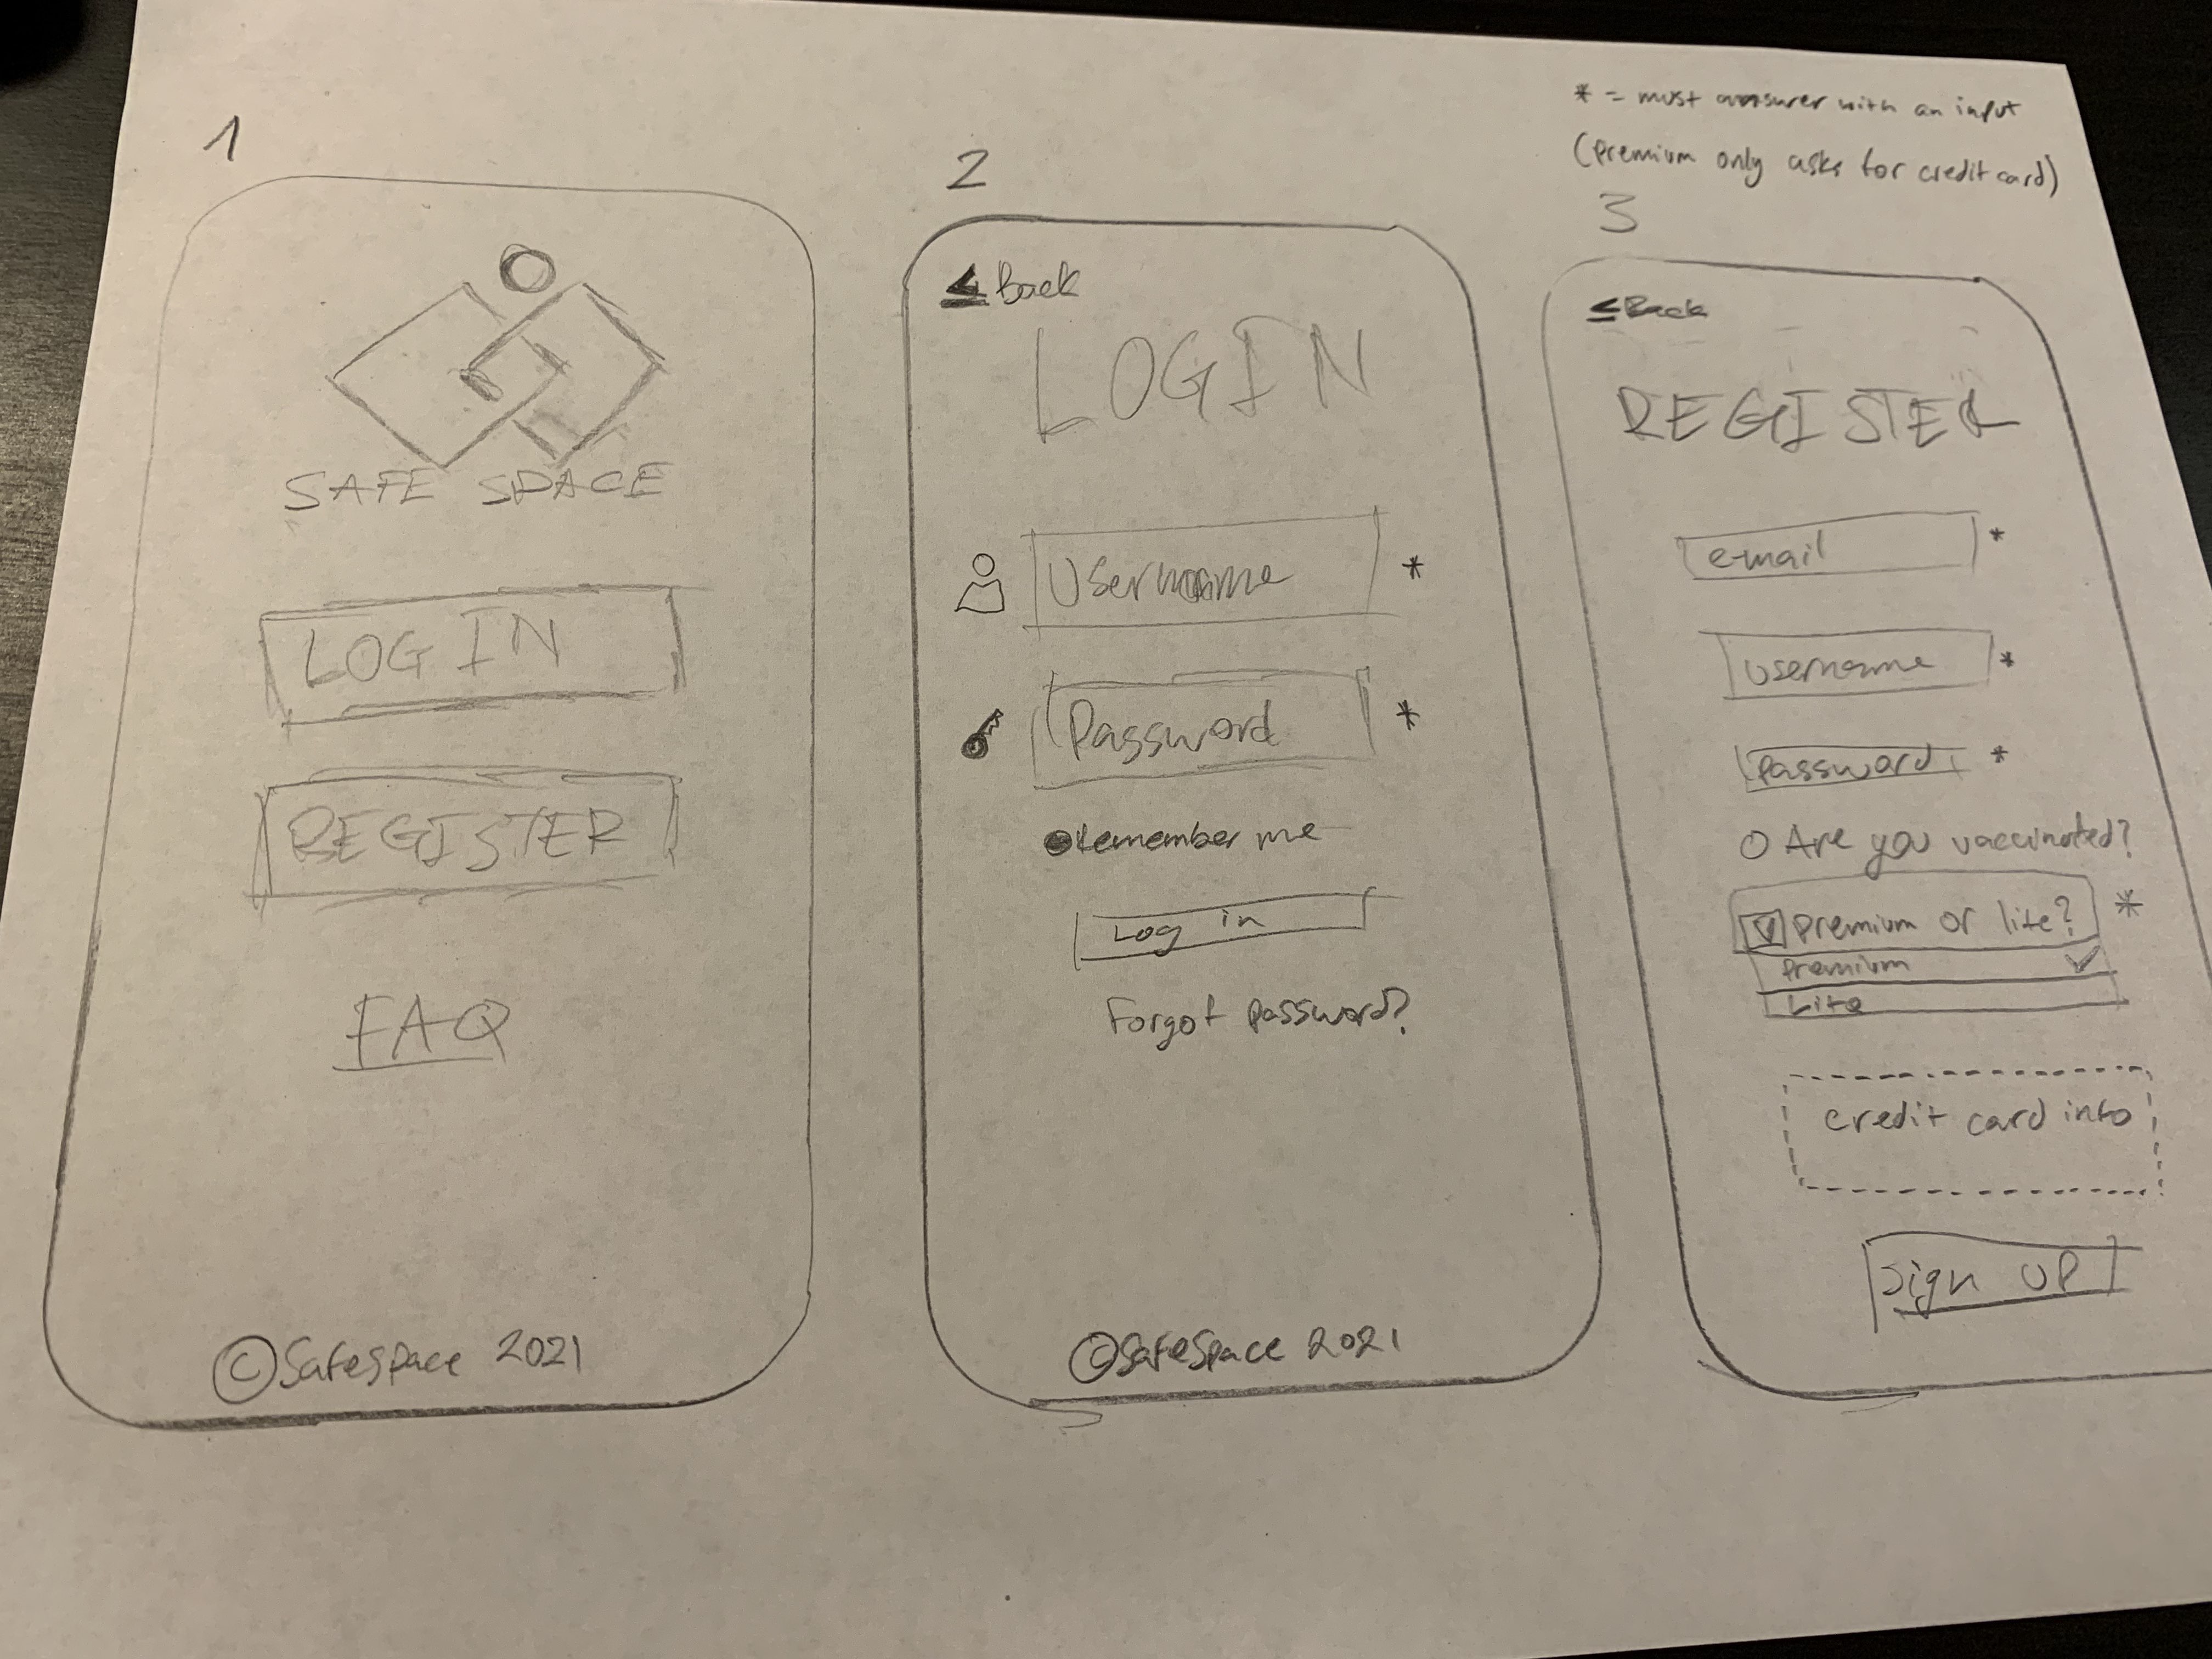 1
SAFE SPACE
LOGIN
REGISTER
FAQ
©Safespace 2021
2
Back
LOGIN
Username *
Password *
Remember me
Log in
Forgot password?
©SafeSpace 2021
* = must answer with an input
(premium only asks for credit card)
3
Back
REGISTER
e-mail *
username *
password *
Are you vaccinated?
Premium or lite? *
Premium
Lite
credit card info
Sign UP